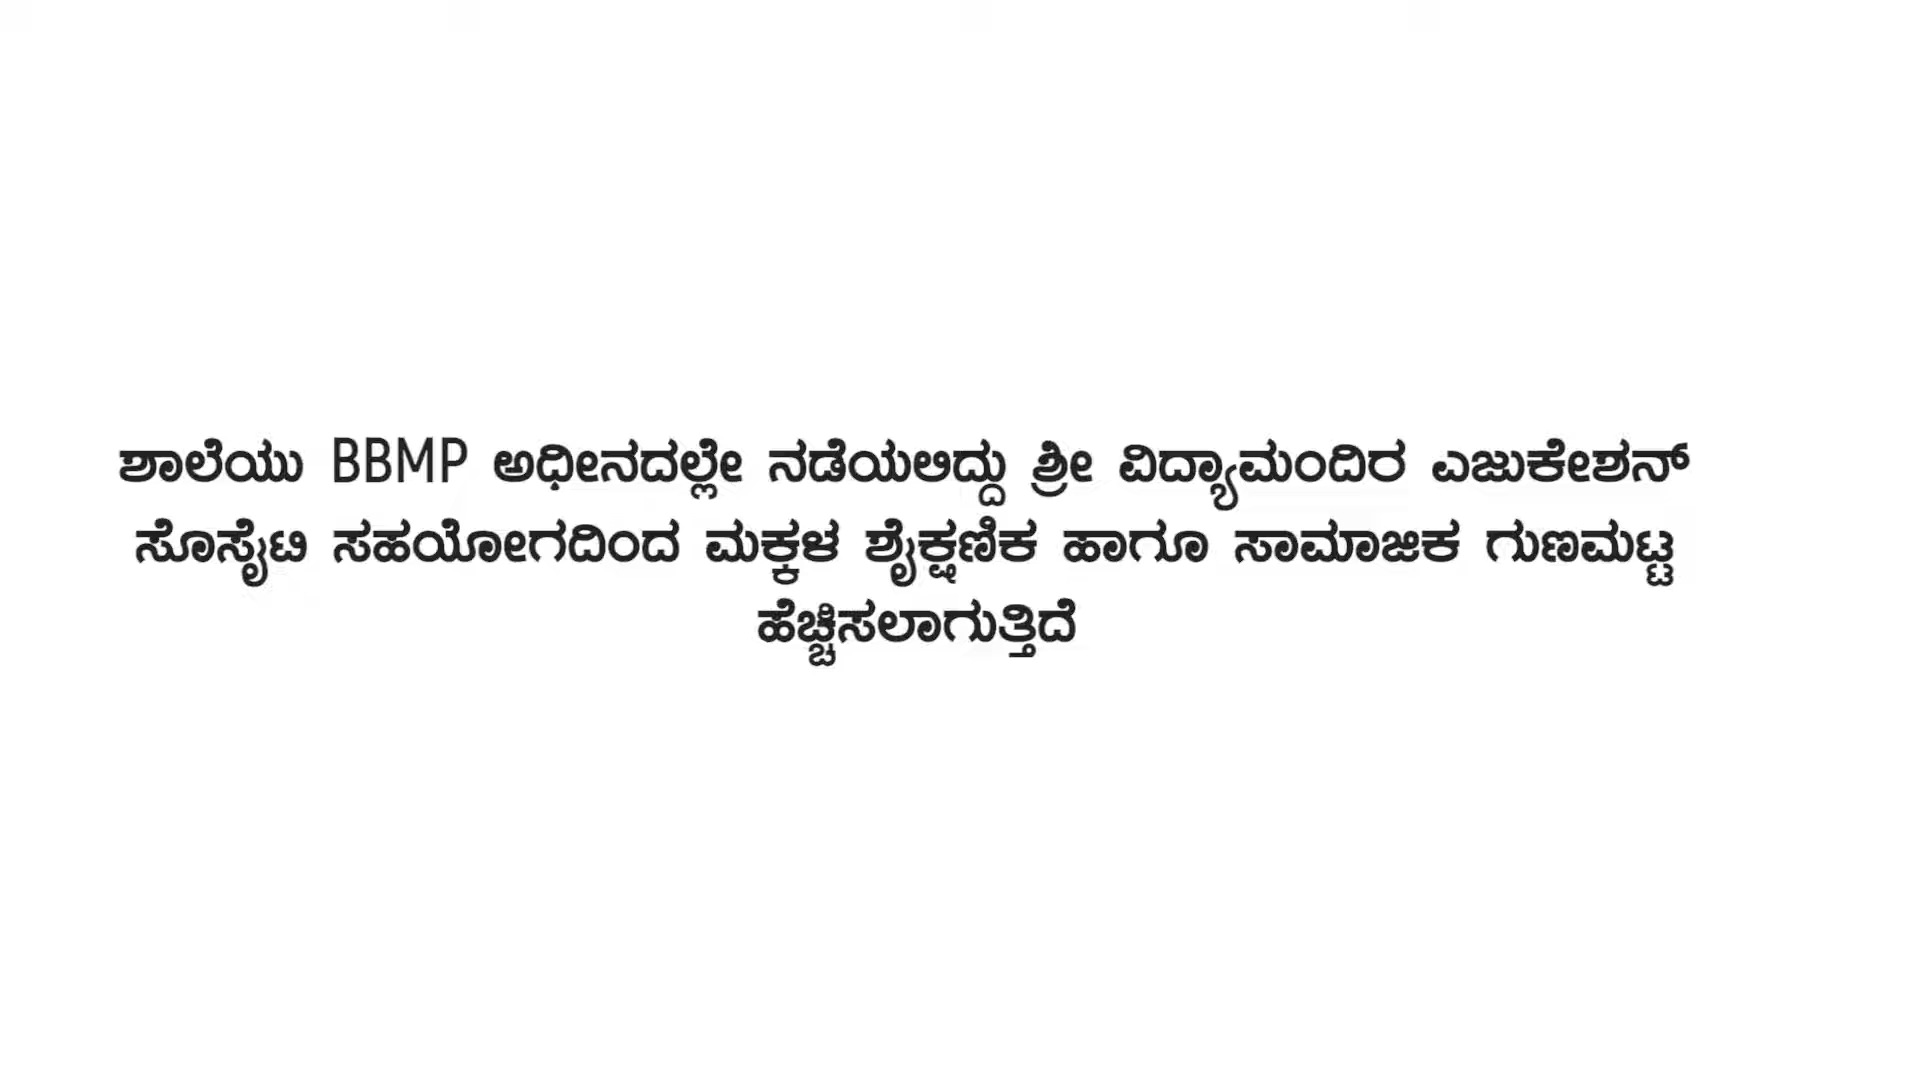 ಶಾಲೆಯು BBMP ಅಧೀನದಲ್ಲೇ ನಡೆಯಲಿದ್ದು ಶ್ರೀ ವಿದ್ಯಾಮಂದಿರ ಎಜುಕೇಶನ್
ಸೊಸೈಟಿ ಸಹಯೋಗದಿಂದ ಮಕ್ಕಳ ಶೈಕ್ಷಣಿಕ ಹಾಗೂ ಸಾಮಾಜಿಕ ಗುಣಮಟ್ಟ
ಹೆಚ್ಚಿಸಲಾಗುತ್ತಿದೆ